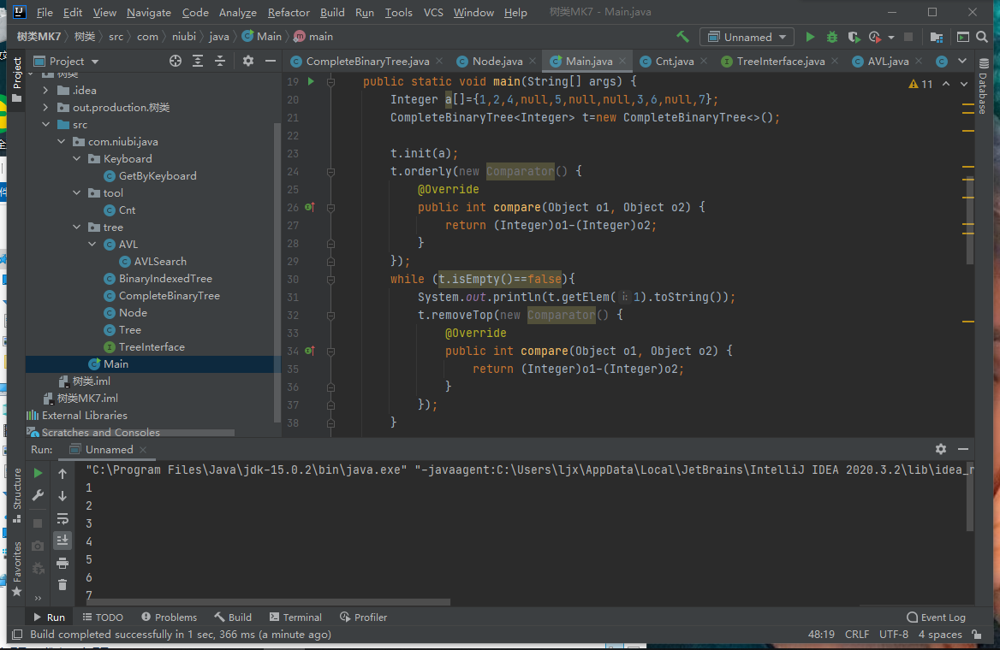 File Edit View Navigate Code Analyze Refactor Build Run Tools VCS Window Help 树类MK7 - Main.java
树类MK7 树类 src com niubi java Main main Unnamed
Project CompleteBinaryTree.java Node.java Main.java Cnt.java TreeInterface.java AVL.java
Project
Structure
Favorites
Database
树类
.idea
out.production.树类
src
com.niubi.java
Keyboard
GetByKeyboard
tool
Cnt
tree
AVL
AVLSearch
BinaryIndexedTree
CompleteBinaryTree
Node
Tree
TreeInterface
Main
树类.iml
树类MK7.iml
External Libraries
Scratches and Consoles
11
19 public static void main(String[] args) {
20 Integer a[]={1,2,4,null,5,null,null,3,6,null,7};
21 CompleteBinaryTree<Integer> t=new CompleteBinaryTree<>();
22
23 t.init(a);
24 t.orderly(new Comparator() {
25 @Override
26 public int compare(Object o1, Object o2) {
27 return (Integer)o1-(Integer)o2;
28 }
29 });
30 while (t.isEmpty()==false){
31 System.out.println(t.getElem( i: 1).toString());
32 t.removeTop(new Comparator() {
33 @Override
34 public int compare(Object o1, Object o2) {
35 return (Integer)o1-(Integer)o2;
36 }
37 });
38 }
Run: Unnamed
"C:\Program Files\Java\jdk-15.0.2\bin\java.exe" "-javaagent:C:\Users\ljx\AppData\Local\JetBrains\IntelliJ IDEA 2020.3.2\lib\idea_r
1
2
3
4
5
6
7
Run TODO Problems Build Terminal Profiler Event Log
Build completed successfully in 1 sec, 366 ms (a minute ago) 48:19 CRLF UTF-8 4 spaces